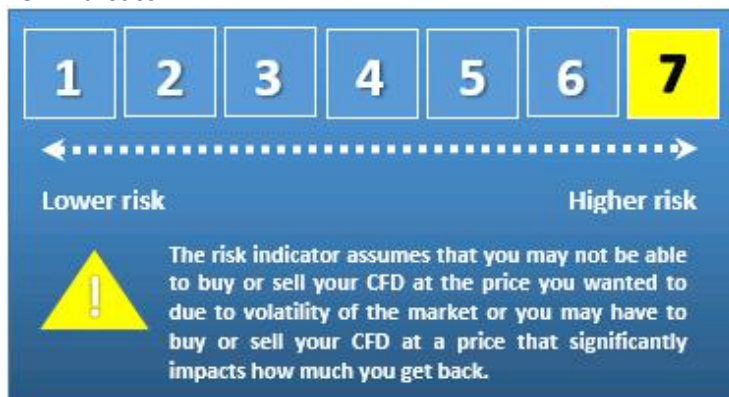 1 2 3 4 5 6 7
Lower risk Higher risk
The risk indicator assumes that you may not be able
to buy or sell your CFD at the price you wanted to
due to volatility of the market or you may have to
buy or sell your CFD at a price that significantly
impacts how much you get back.
!